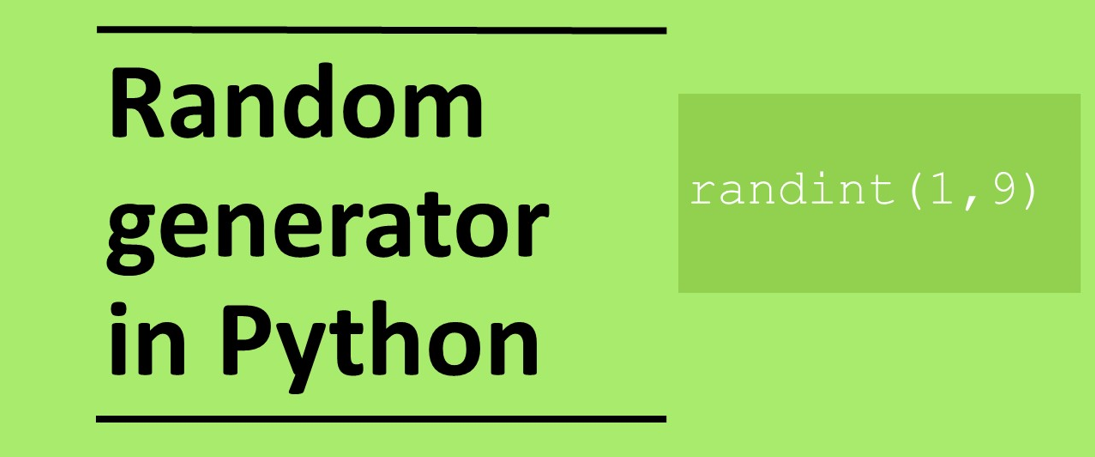 Random
generator
in Python
randint(1,9)